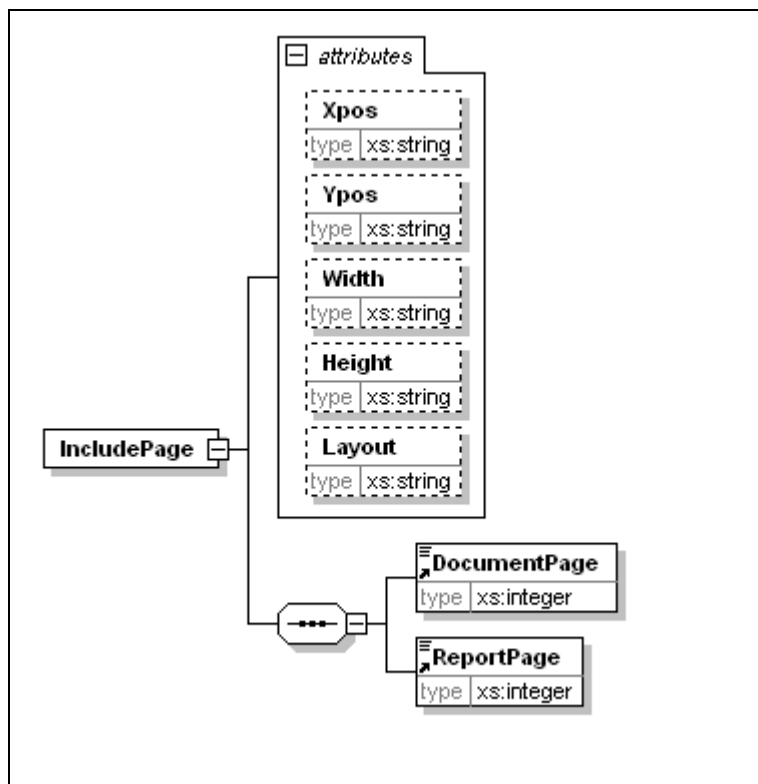 attributes
Xpos
type xs:string
Ypos
type xs:string
Width
type xs:string
Height
type xs:string
Layout
type xs:string
IncludePage
DocumentPage
type xs:integer
ReportPage
type xs:integer